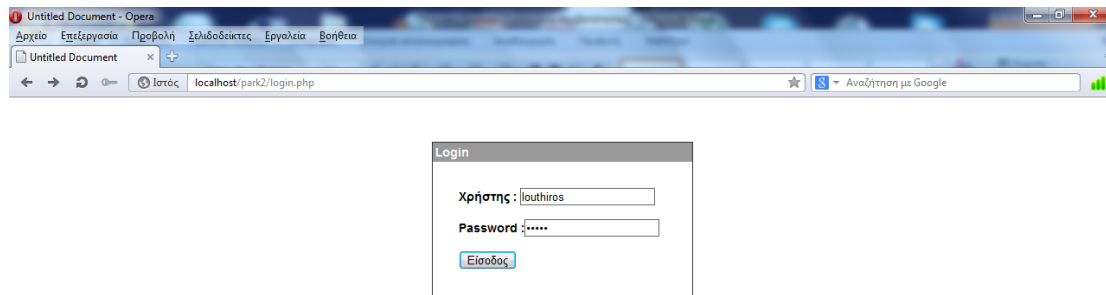 Untitled Document - Opera
Αρχείο Επεξεργασία Προβολή Σελιδοδείκτες Εργαλεία Βοήθεια
Untitled Document
Ιστός localhost/park2/login.php Αναζήτηση με Google
Login
Χρήστης : louthiros
Password : •••••
Είσοδος